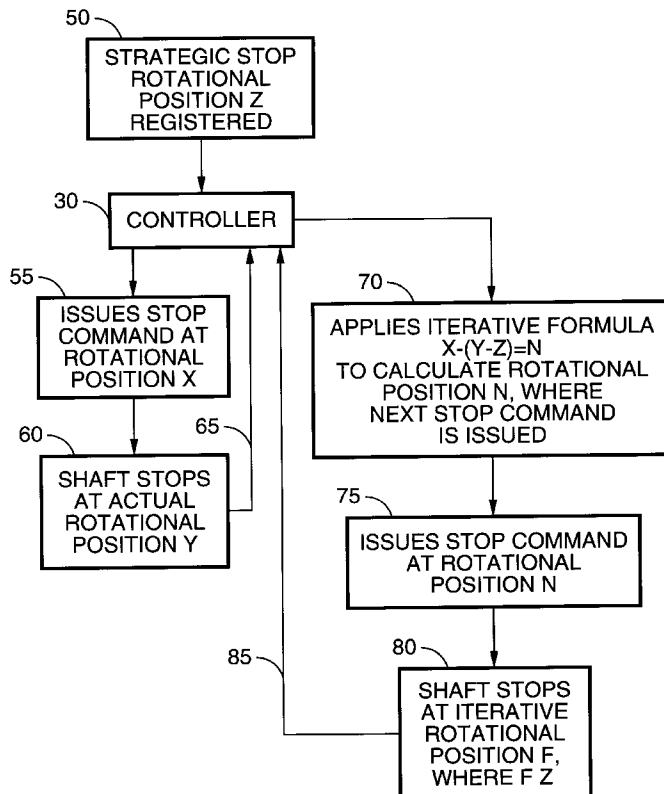 50
STRATEGIC STOP
ROTATIONAL
POSITION Z
REGISTERED
30
CONTROLLER
55
ISSUES STOP
COMMAND AT
ROTATIONAL
POSITION X
60
SHAFT STOPS
AT ACTUAL
ROTATIONAL
POSITION Y
65
70
APPLIES ITERATIVE FORMULA
X-(Y-Z)=N
TO CALCULATE ROTATIONAL
POSITION N, WHERE
NEXT STOP COMMAND
IS ISSUED
75
ISSUES STOP COMMAND
AT ROTATIONAL
POSITION N
80
SHAFT STOPS
AT ITERATIVE
ROTATIONAL
POSITION F,
WHERE F Z
85